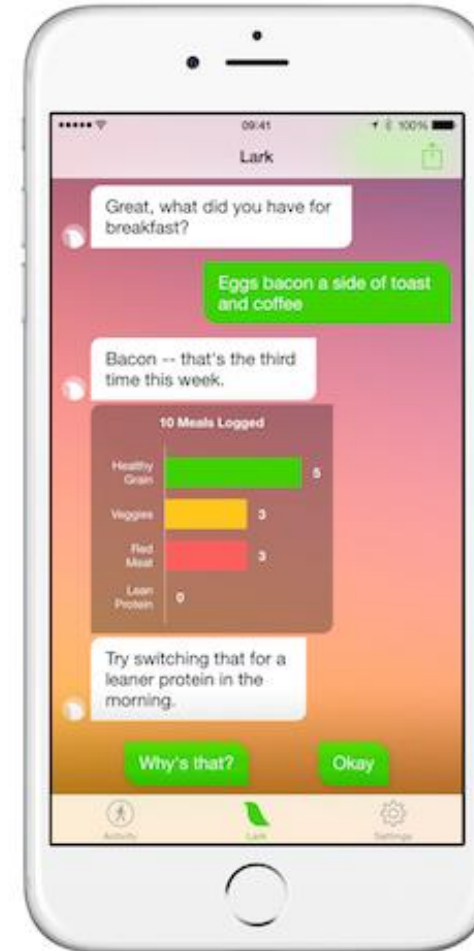 09:41
100%
Lark
Great, what did you have for
breakfast?
Eggs bacon a side of toast
and coffee
Bacon -- that's the third
time this week.
10 Meals Logged
Healthy
Grain
5
Veggies
3
Red
Meat
3
Lean
Protein
0
Try switching that for a
leaner protein in the
morning.
Why's that?
Okay
Activity
Lark
Settings